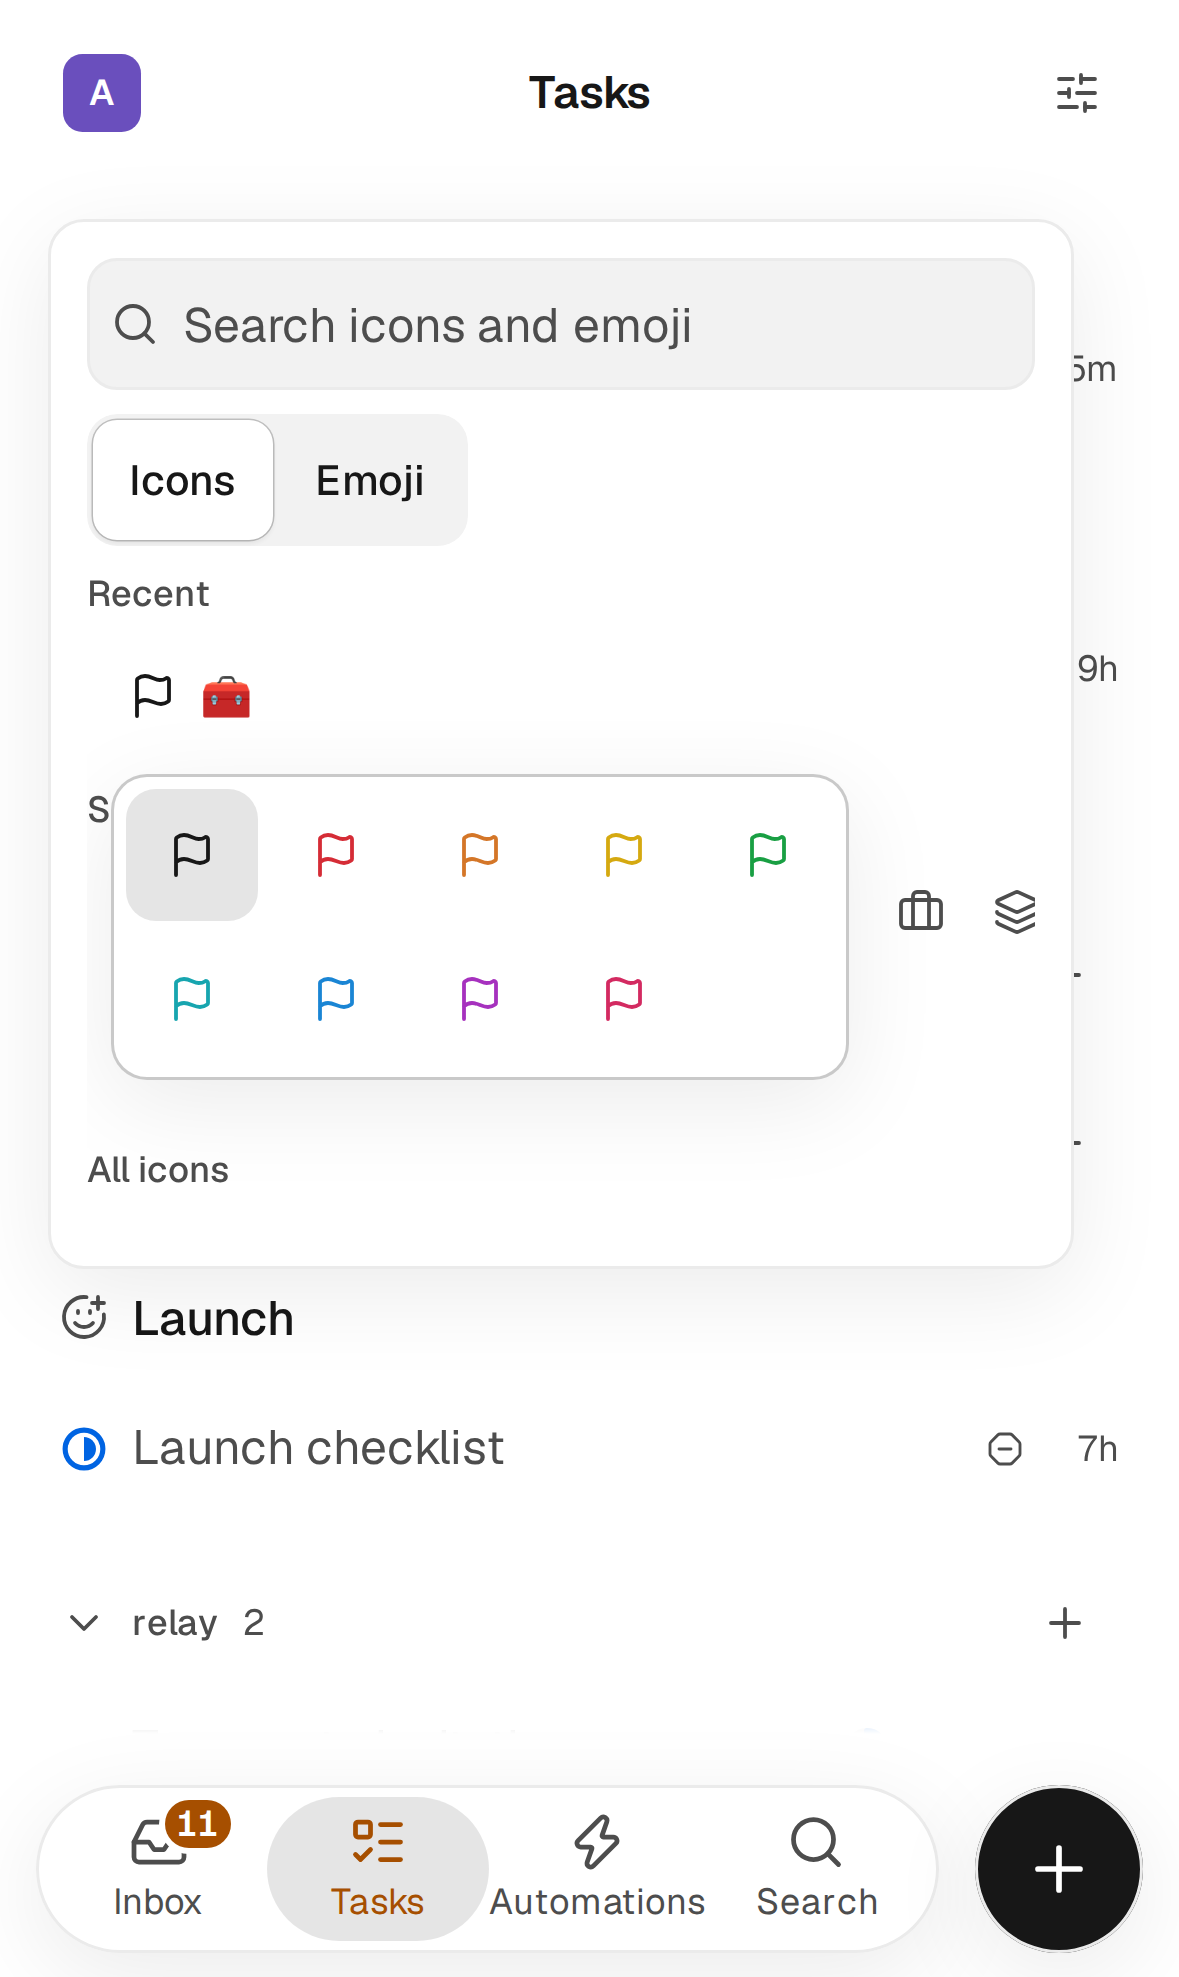 A
Tasks
Search icons and emoji
5m
Icons Emoji
Recent
9h
S
All icons
Launch
Launch checklist 7h
relay 2
11
Inbox Tasks Automations Search